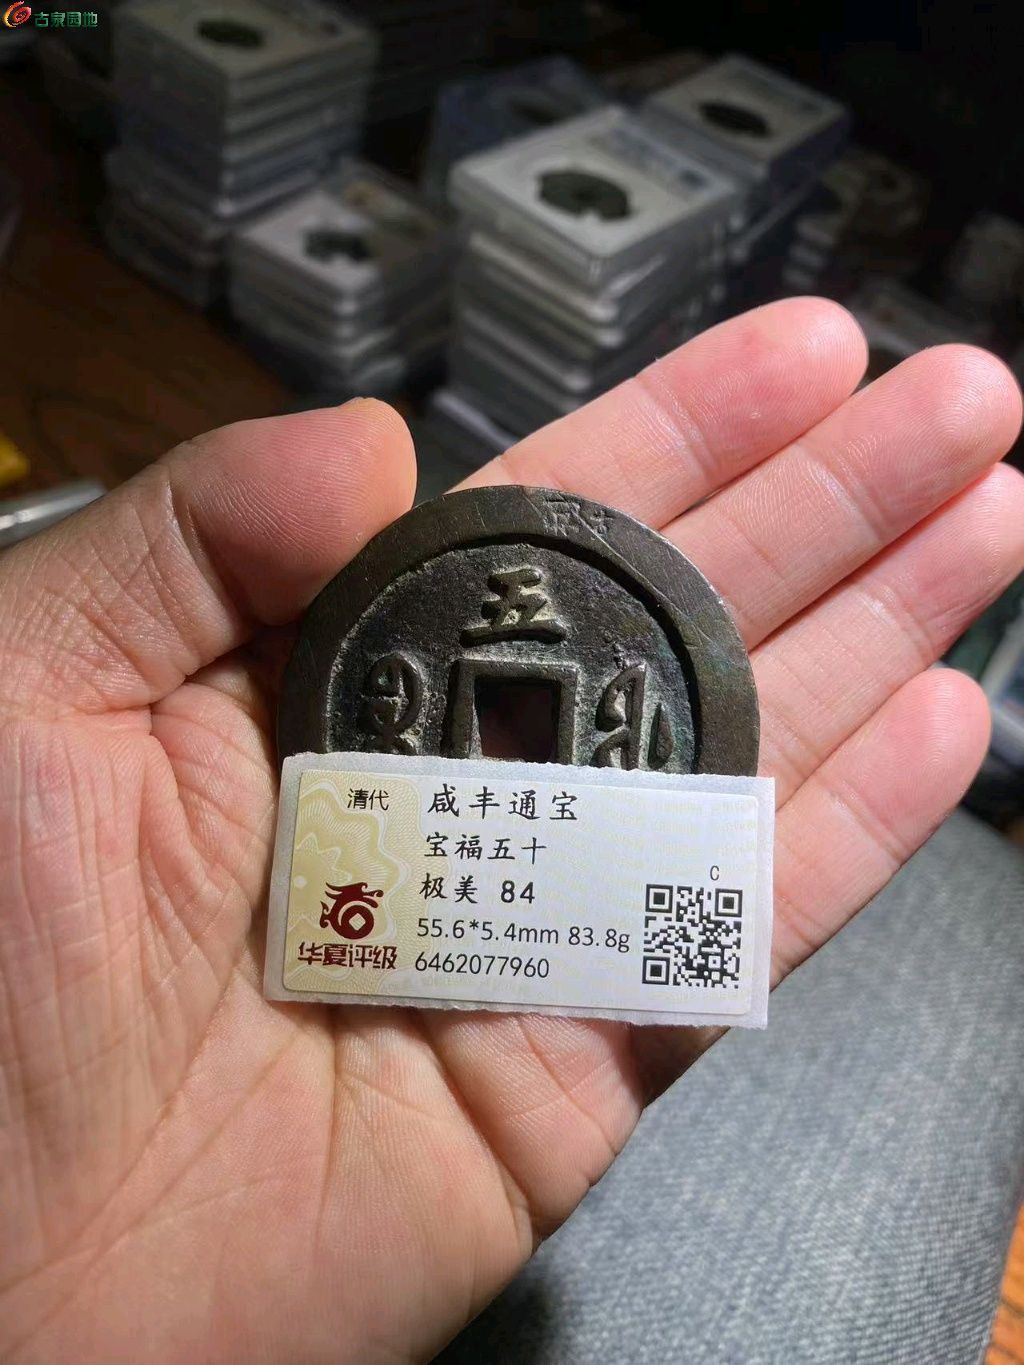 古泉园地
五
清代
咸丰通宝
宝福五十
极美 84
55.6*5.4mm 83.8g
6462077960
华夏评级
C